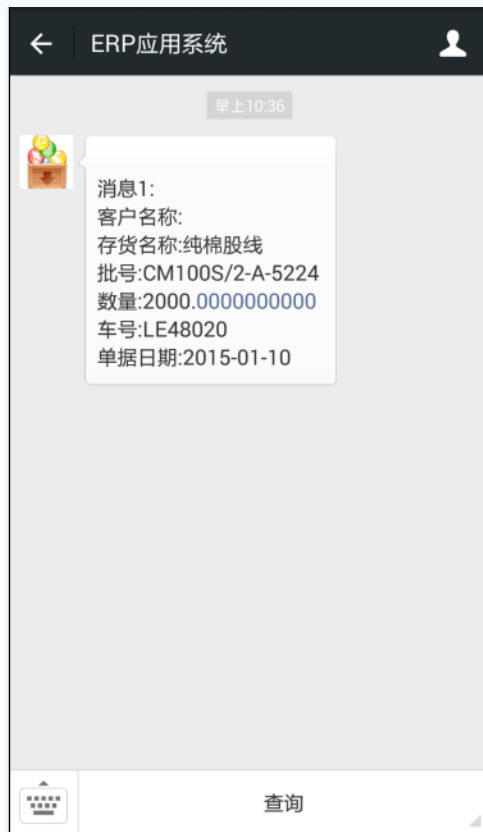 ERP应用系统
早上10:36
消息1:
客户名称:
存货名称:纯棉股线
批号:CM100S/2-A-5224
数量:2000.0000000000
车号:LE48020
单据日期:2015-01-10
查询